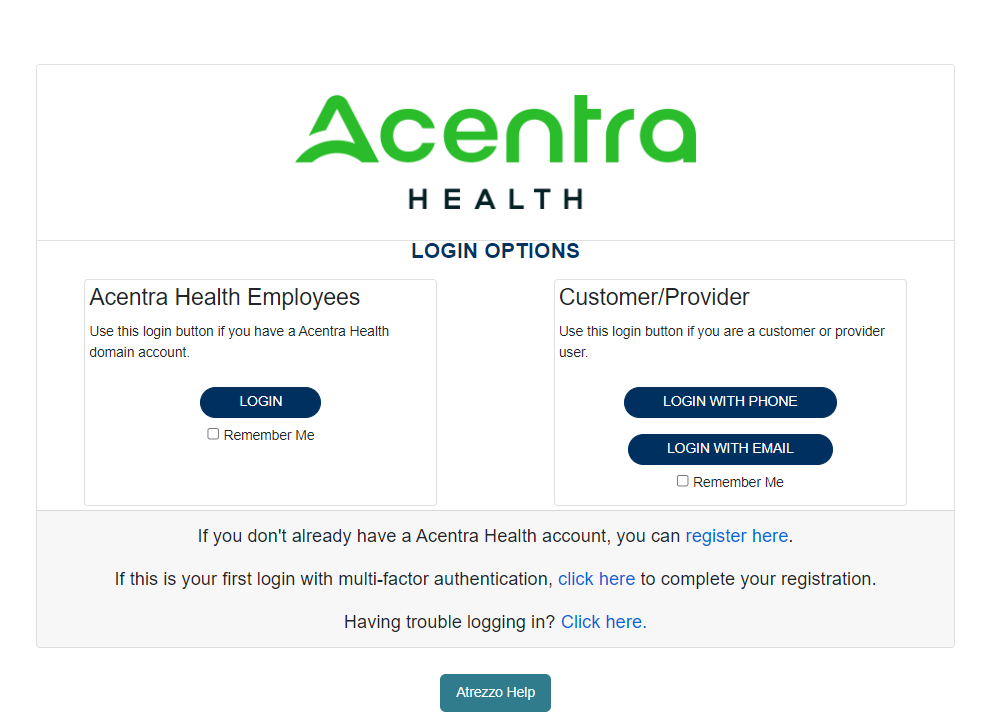 Acentra
HEALTH
LOGIN OPTIONS
Acentra Health Employees
Use this login button if you have a Acentra Health
domain account.
LOGIN
Remember Me
Customer/Provider
Use this login button if you are a customer or provider
user.
LOGIN WITH PHONE
LOGIN WITH EMAIL
Remember Me
If you don't already have a Acentra Health account, you can register here.
If this is your first login with multi-factor authentication, click here to complete your registration.
Having trouble logging in? Click here.
Atrezzo Help